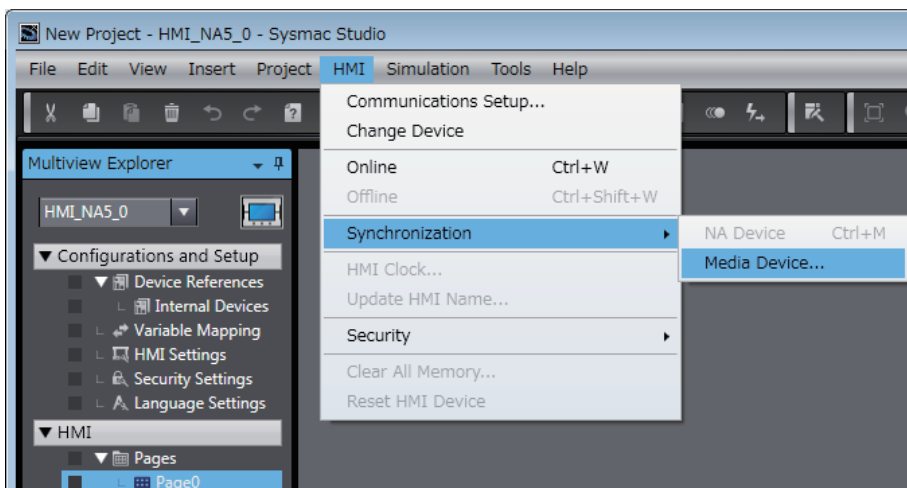 New Project - HMI_NA5_0 - Sysmac Studio
File Edit View Insert Project HMI Simulation Tools Help
Communications Setup...
Change Device
Multiview Explorer
Online Ctrl+W
Offline Ctrl+Shift+W
HMI_NA5_0
Synchronization
NA Device Ctrl+M
Configurations and Setup
Media Device...
HMI Clock...
Device References
Update HMI Name...
Internal Devices
Variable Mapping
Security
HMI Settings
Clear All Memory...
Security Settings
Reset HMI Device
Language Settings
HMI
Pages
Page0